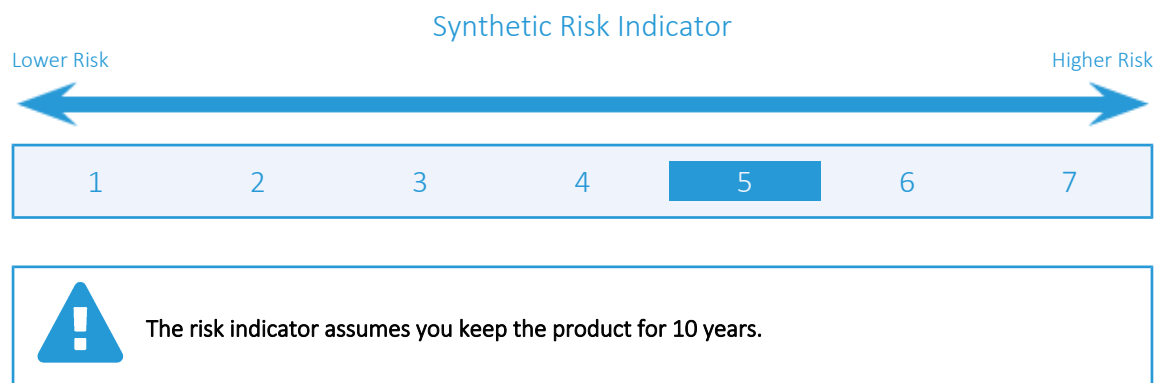 Synthetic Risk Indicator
Lower Risk Higher Risk
1 2 3 4 5 6 7
The risk indicator assumes you keep the product for 10 years.